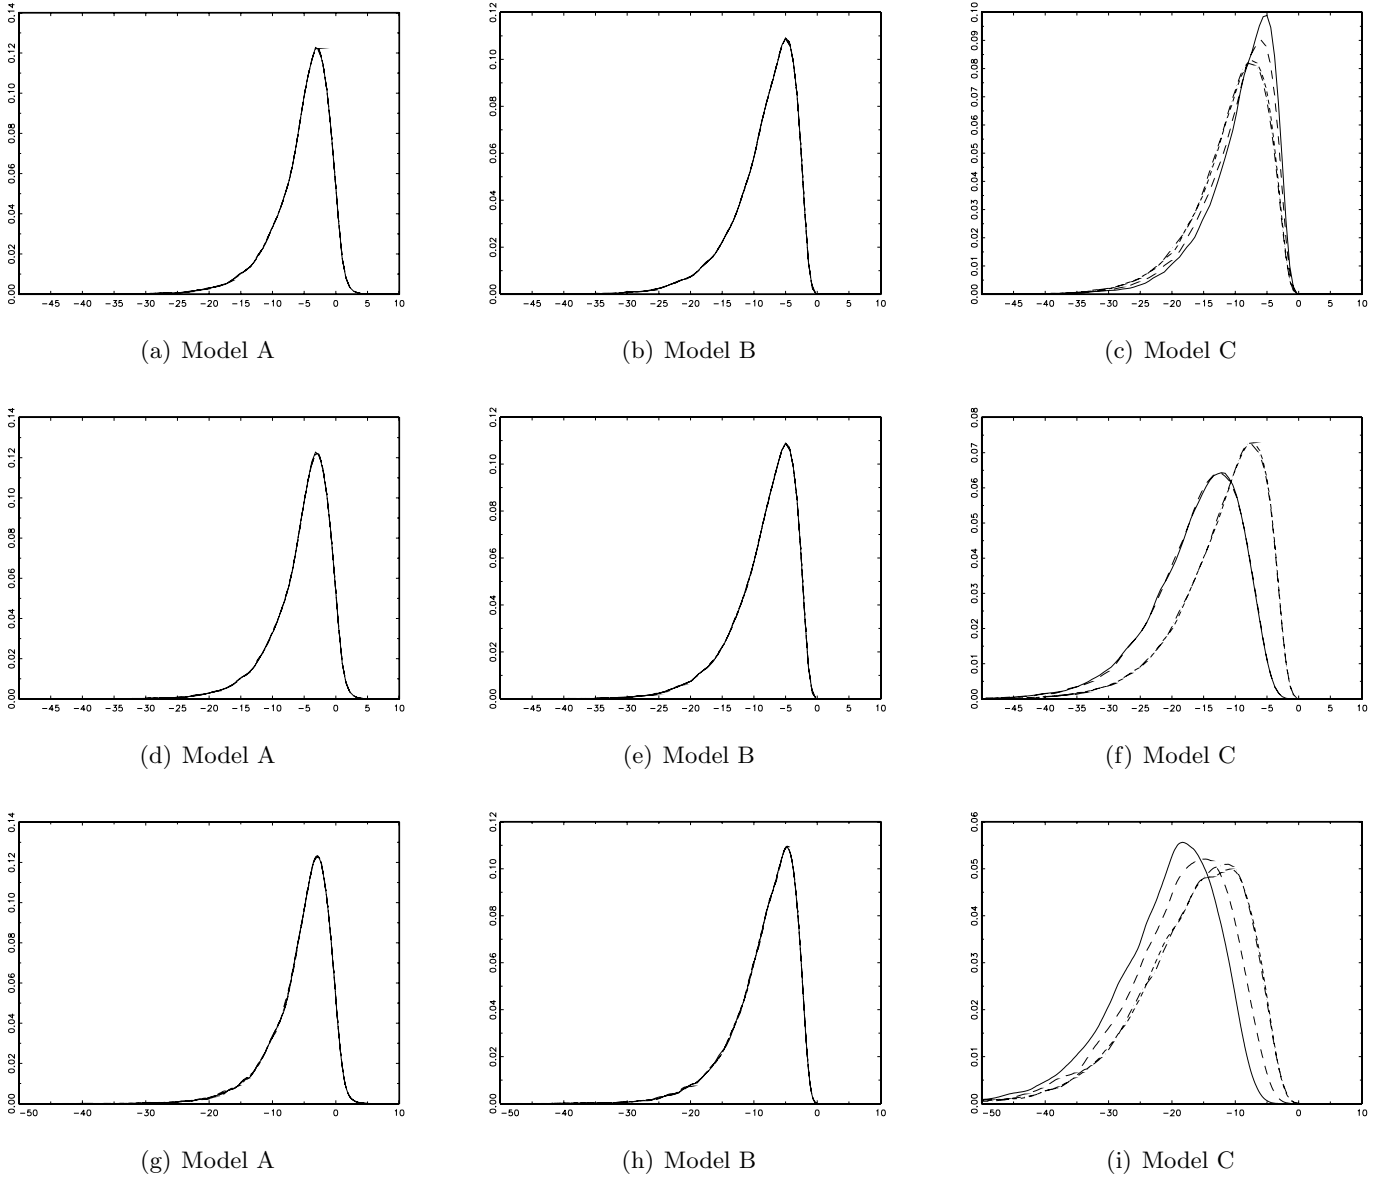 0.00 0.02 0.04 0.06 0.08 0.10 0.12 0.14
-45 -40 -35 -30 -25 -20 -15 -10 -5 0 5 10
0.00 0.02 0.04 0.06 0.08 0.10 0.12
-45 -40 -35 -30 -25 -20 -15 -10 -5 0 5 10
0.00 0.01 0.02 0.03 0.04 0.05 0.06 0.07 0.08 0.09 0.10
-45 -40 -35 -30 -25 -20 -15 -10 -5 0 5 10
(a) Model A
(b) Model B
(c) Model C
0.00 0.02 0.04 0.06 0.08 0.10 0.12 0.14
-45 -40 -35 -30 -25 -20 -15 -10 -5 0 5 10
0.00 0.02 0.04 0.06 0.08 0.10 0.12
-45 -40 -35 -30 -25 -20 -15 -10 -5 0 5 10
0.00 0.01 0.02 0.03 0.04 0.05 0.06 0.07 0.08
-45 -40 -35 -30 -25 -20 -15 -10 -5 0 5 10
(d) Model A
(e) Model B
(f) Model C
0.00 0.02 0.04 0.06 0.08 0.10 0.12 0.14
-50 -40 -30 -20 -10 0 10
0.00 0.02 0.04 0.06 0.08 0.10 0.12
-50 -40 -30 -20 -10 0 10
0.00 0.01 0.02 0.03 0.04 0.05 0.06
-50 -40 -30 -20 -10 0 10
(g) Model A
(h) Model B
(i) Model C